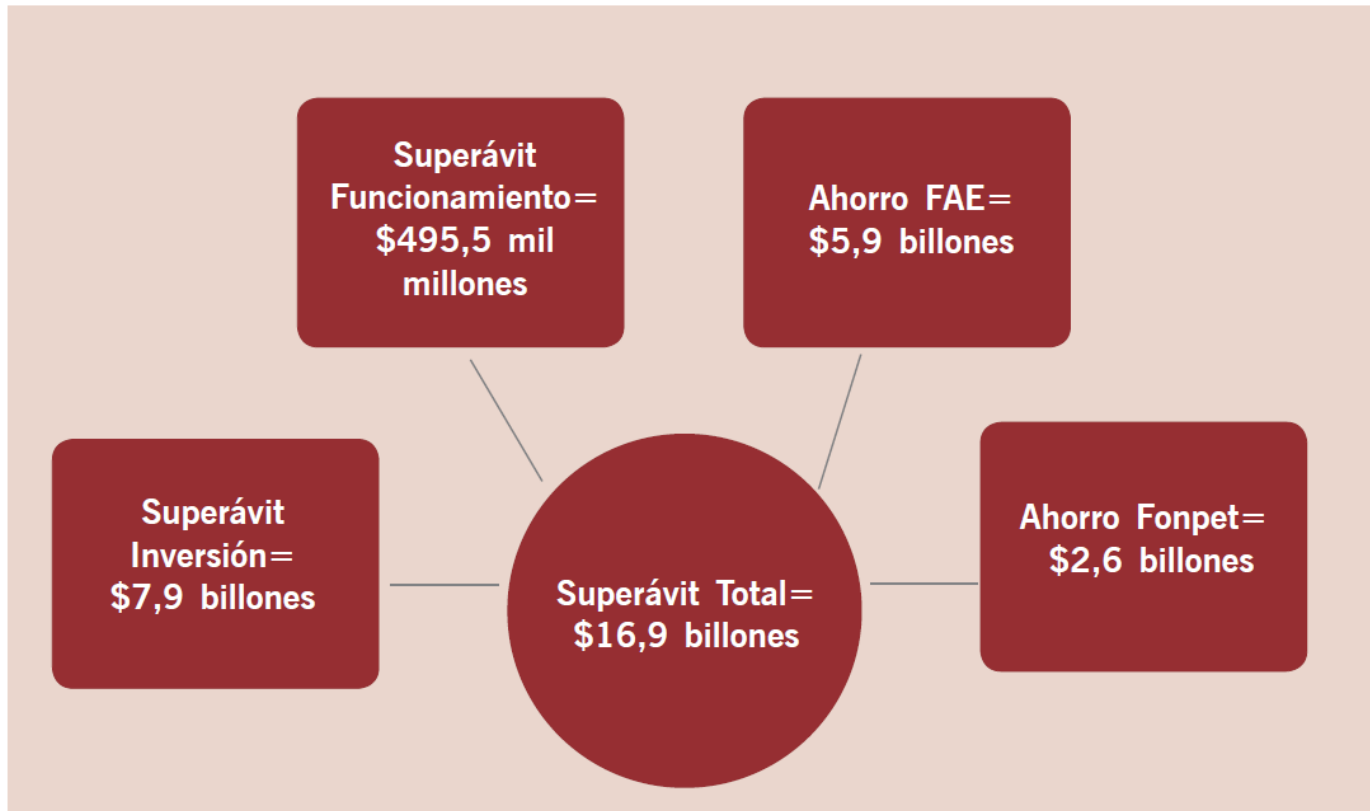 Superávit
Funcionamiento=
$495,5 mil
millones
Ahorro FAE=
$5,9 billones
Superávit
Inversión=
$7,9 billones
Superávit Total=
$16,9 billones
Ahorro Fonpet=
$2,6 billones